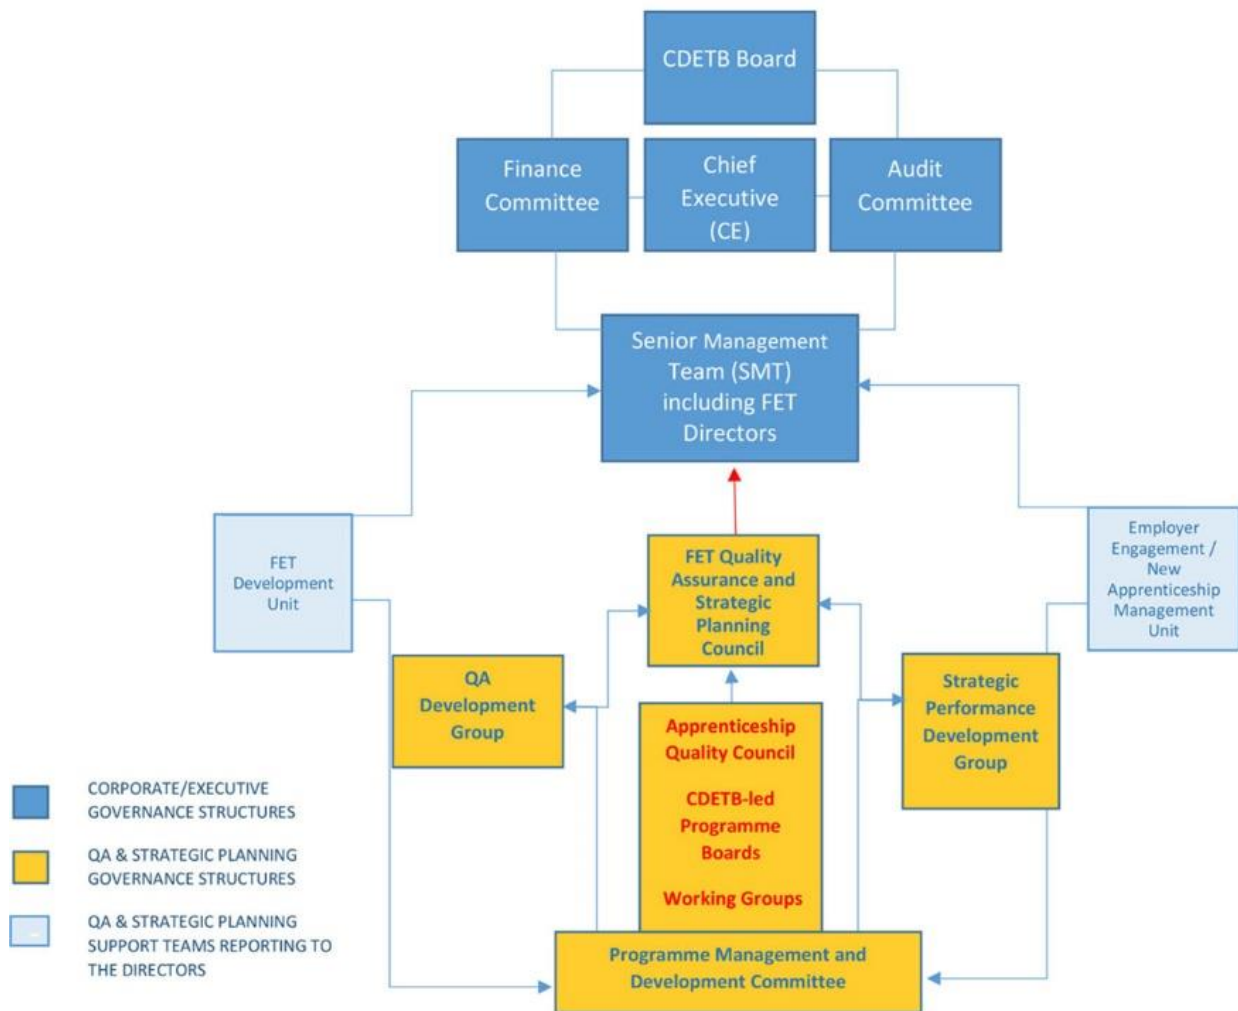 CDETB Board
Finance
Committee
Chief
Executive
(CE)
Audit
Committee
Senior Management
Team (SMT)
including FET
Directors
FET
Development
Unit
FET Quality
Assurance and
Strategic
Planning
Council
Employer
Engagement /
New
Apprenticeship
Management
Unit
QA
Development
Group
Strategic
Performance
Development
Group
Apprenticeship
Quality Council
CDETB-led
Programme
Boards
Working Groups
Programme Management and
Development Committee
CORPORATE/EXECUTIVE
GOVERNANCE STRUCTURES
QA & STRATEGIC PLANNING
GOVERNANCE STRUCTURES
QA & STRATEGIC PLANNING
SUPPORT TEAMS REPORTING TO
THE DIRECTORS